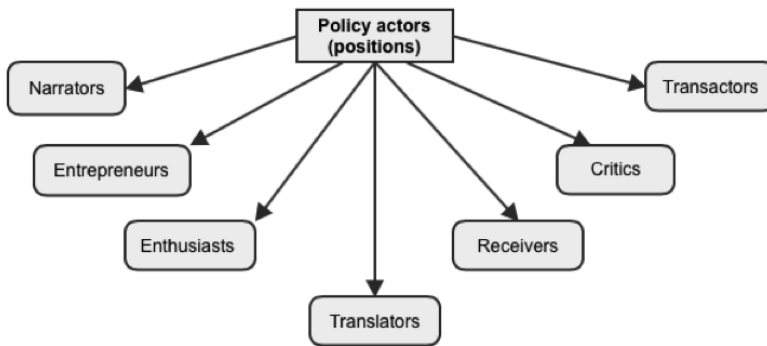 Policy actors
(positions)
Narrators
Transactors
Entrepreneurs
Critics
Enthusiasts
Receivers
Translators